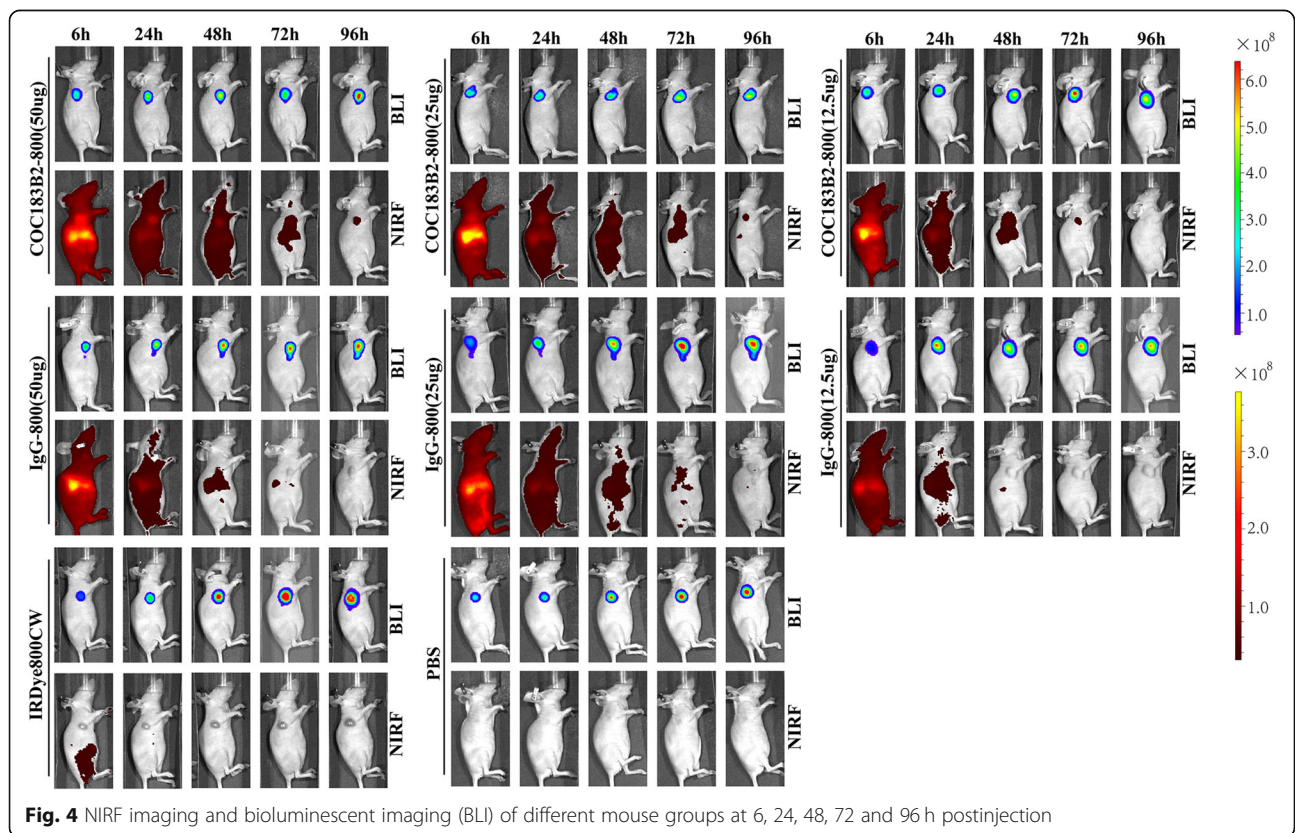 6h 24h 48h 72h 96h
COC183B2-800(50ug)
BLI
NIRF
IgG-800(50ug)
BLI
NIRF
IRDye800CW
BLI
NIRF
6h 24h 48h 72h 96h
COC183B2-800(25ug)
BLI
NIRF
IgG-800(25ug)
BLI
NIRF
PBS
BLI
NIRF
6h 24h 48h 72h 96h
COC183B2-800(12.5ug)
BLI
NIRF
IgG-800(12.5ug)
BLI
NIRF
×10⁸
6.0
5.0
4.0
3.0
2.0
1.0
×10⁸
3.0
2.0
1.0
Fig. 4 NIRF imaging and bioluminescent imaging (BLI) of different mouse groups at 6, 24, 48, 72 and 96 h postinjection